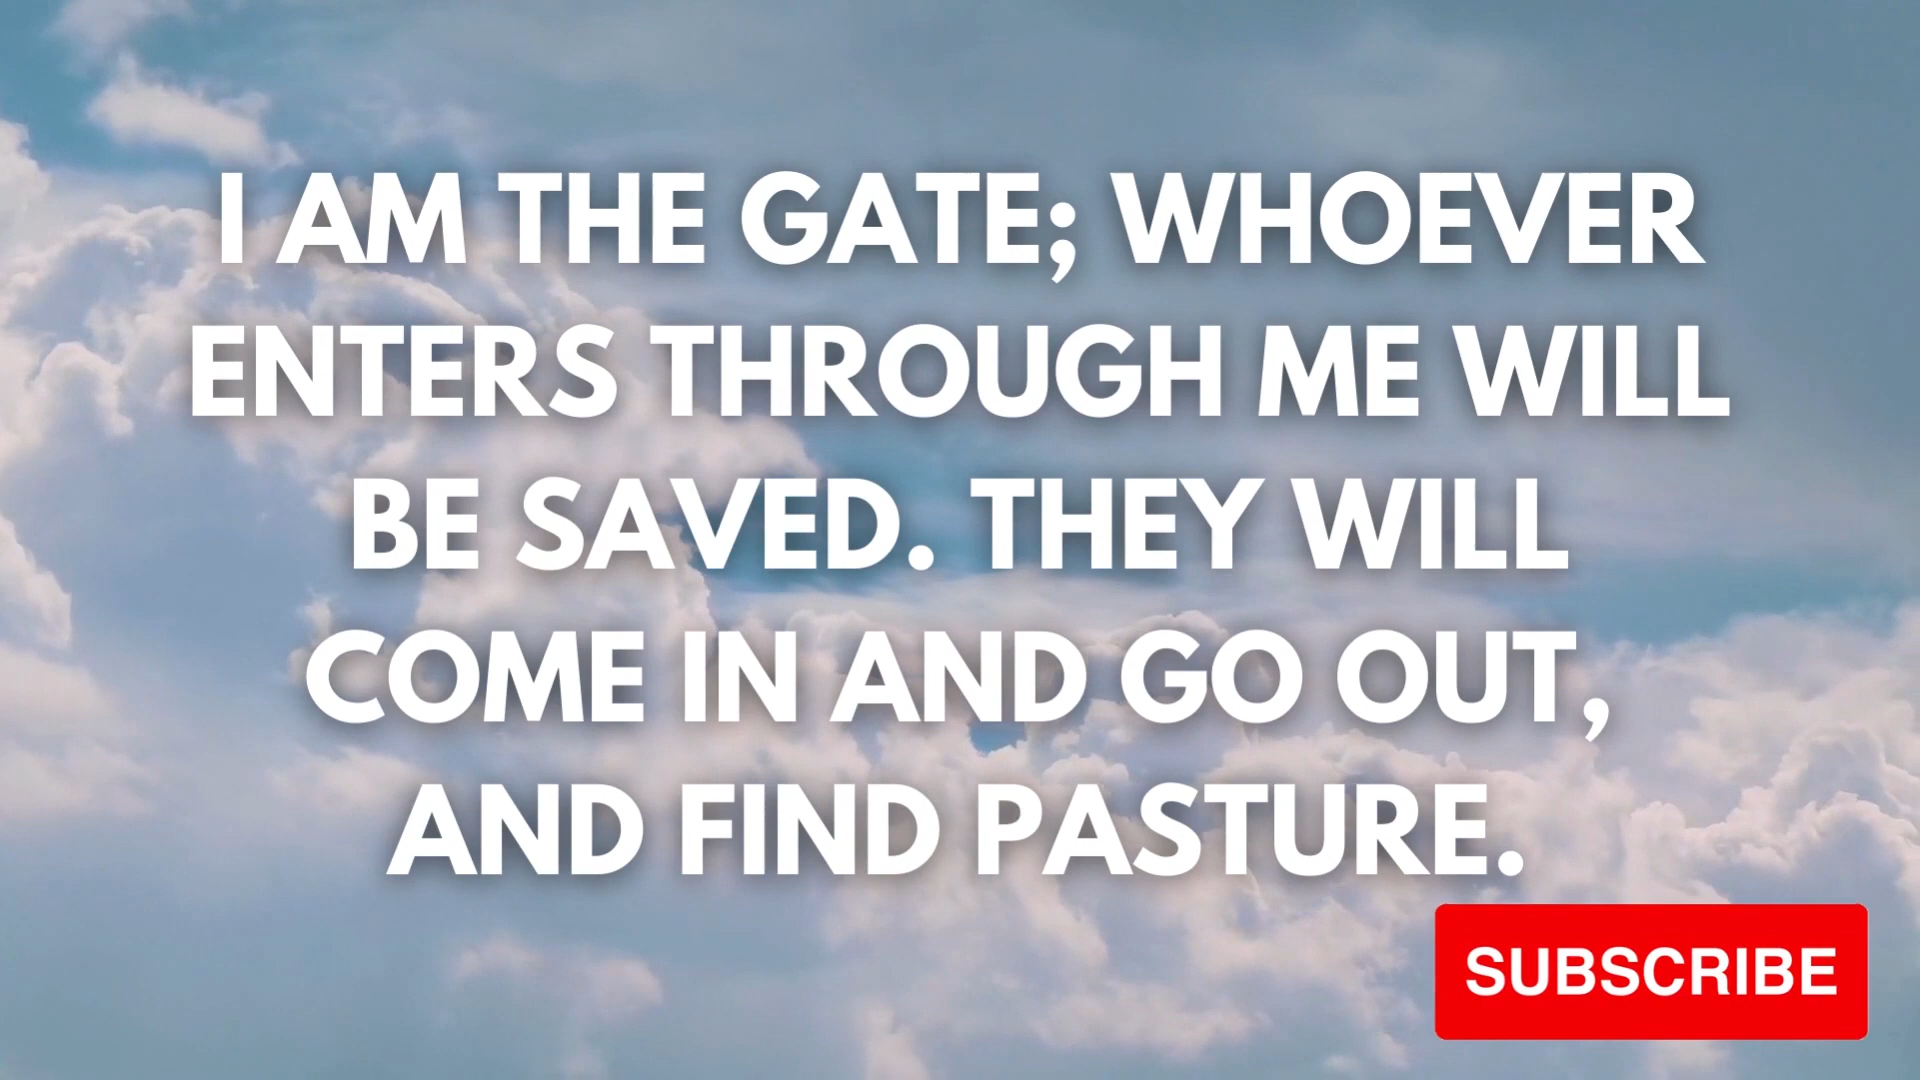 I AM THE GATE; WHOEVER
ENTERS THROUGH ME WILL
BE SAVED. THEY WILL
COME IN AND GO OUT,
AND FIND PASTURE.
SUBSCRIBE